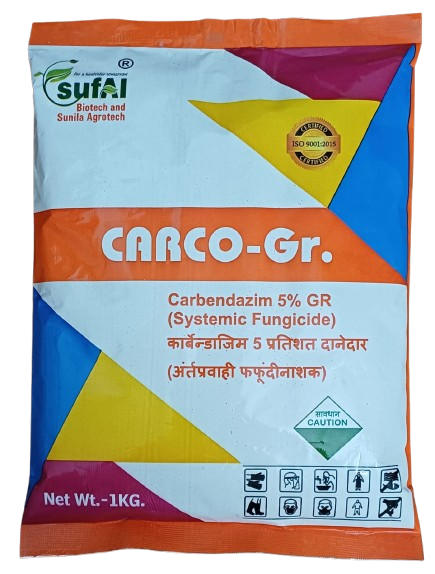 For a healthier tomorrow
®
sufal
Biotech and
Sunila Agrotech
CERTIFIED
ISO 9001:2015
CERTIFIED
CARCO-Gr.
Carbendazim 5% GR
(Systemic Fungicide)
कार्बेन्डाजिम 5 प्रतिशत दानेदार
(अंर्तप्रवाही फफूंदीनाशक)
सावधान
CAUTION
Net Wt.-1KG.